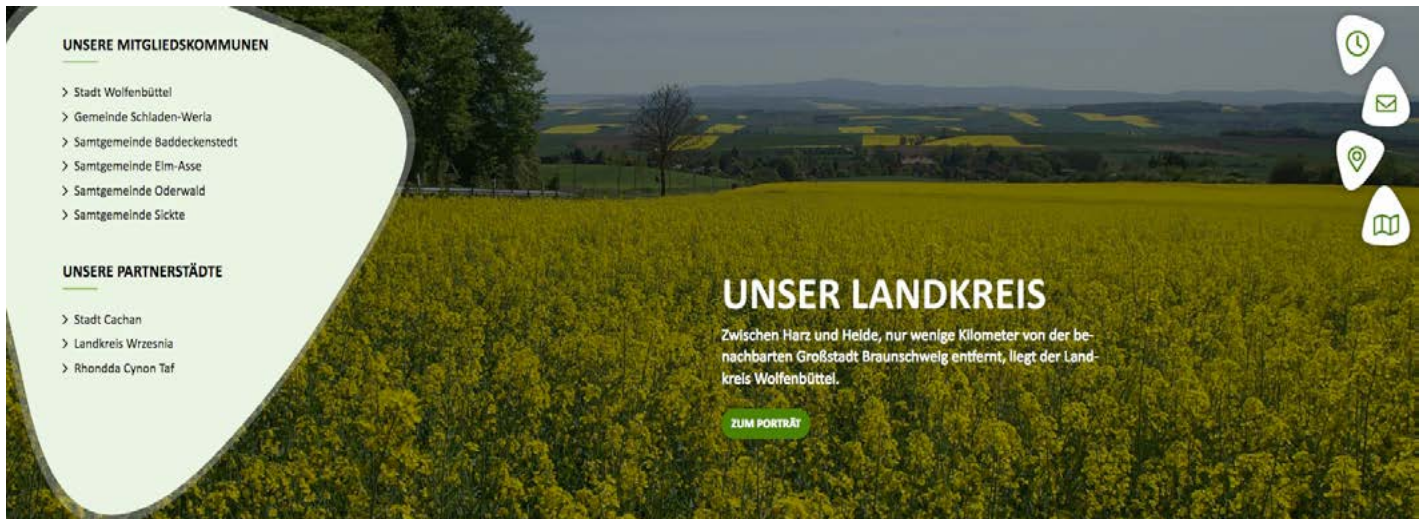 UNSERE MITGLIEDSKOMMUNEN
> Stadt Wolfenbüttel
> Gemeinde Schladen-Werla
> Samtgemeinde Baddeckenstedt
> Samtgemeinde Elm-Asse
> Samtgemeinde Oderwald
> Samtgemeinde Sickte
UNSERE PARTNERSTÄDTE
> Stadt Cachan
> Landkreis Wrzesnia
> Rhondda Cynon Taf
UNSER LANDKREIS
Zwischen Harz und Heide, nur wenige Kilometer von der be-
nachbarten Großstadt Braunschweig entfernt, liegt der Land-
kreis Wolfenbüttel.
ZUM PORTRÄT